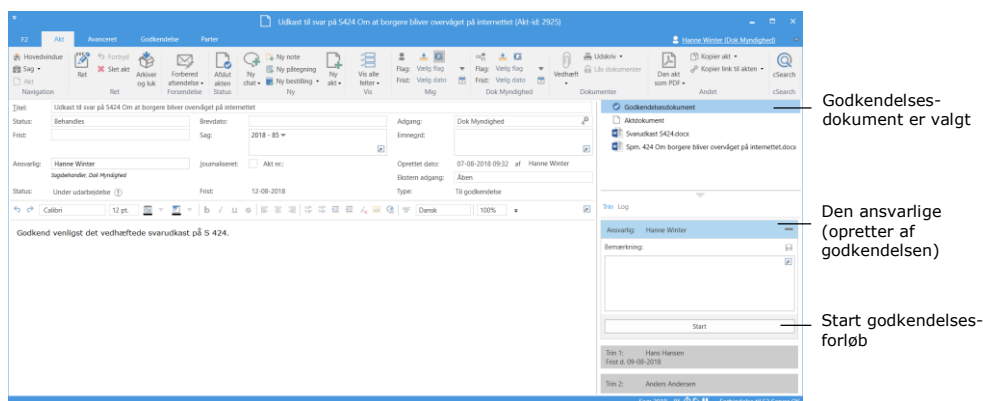 Udkast til svar på S424 Om at borgere bliver overvåget på internettet (Akt-id: 2925)
F2 Akt Avanceret Godkendelse Parter
Hanne Winter (Dok Myndighed)
Hovedvindue
Sag
Akt
Navigation
Ret
Fortryd
Slet akt
Arkiver og luk
Ret
Forbered afsendelse
Forsendelse
Afslut akten
Status
Ny chat
Ny note
Ny påtegning
Ny bestilling
Ny akt
Ny
Vis alle felter
Vis
Flag: Vælg flag
Frist: Vælg dato
Mig
Flag: Vælg flag
Frist: Vælg dato
Dok Myndighed
Vedhæft
Udskriv
Lås dokumenter
Dokumenter
Dan akt som PDF
Kopier akt
Kopier link til akten
Andet
cSearch
cSearch
Titel: Udkast til svar på S424 Om at borgere bliver overvåget på internettet
Status: Behandles Brevdato: Adgang: Dok Myndighed
Frist: Sag: 2018 - 85 Emneord:
Ansvarlig: Hanne Winter Journaliseret: Akt nr.: Oprettet dato: 07-08-2018 09:32 af Hanne Winter
Sagsbehandler, Dok Myndighed
Ekstern adgang: Åben
Status: Under udarbejdelse Frist: 12-08-2018 Type: Til godkendelse
Calibri 12 pt. b i u s Dansk 100%
Godkend venligst det vedhæftede svarudkast på S 424.
Godkendelsesdokument
Aktdokument
Svarudkast S424.docx
Spm. 424 Om borgere bliver overvåget på internettet.docx
Trin Log
Ansvarlig: Hanne Winter
Bemærkning:
Start
Trin 1: Hans Hansen
Frist d. 09-08-2018
Trin 2: Anders Andersen
Godkendelses-
dokument er valgt
Den ansvarlige
(opretter af
godkendelsen)
Start godkendelses-
forløb